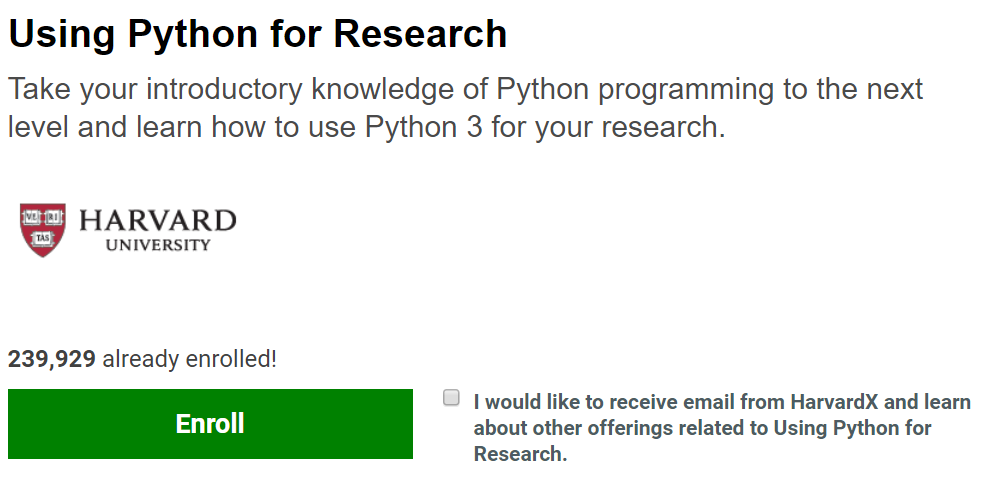 Using Python for Research
Take your introductory knowledge of Python programming to the next
level and learn how to use Python 3 for your research.
VE RI
TAS
HARVARD
UNIVERSITY
239,929 already enrolled!
Enroll
I would like to receive email from HarvardX and learn
about other offerings related to Using Python for
Research.